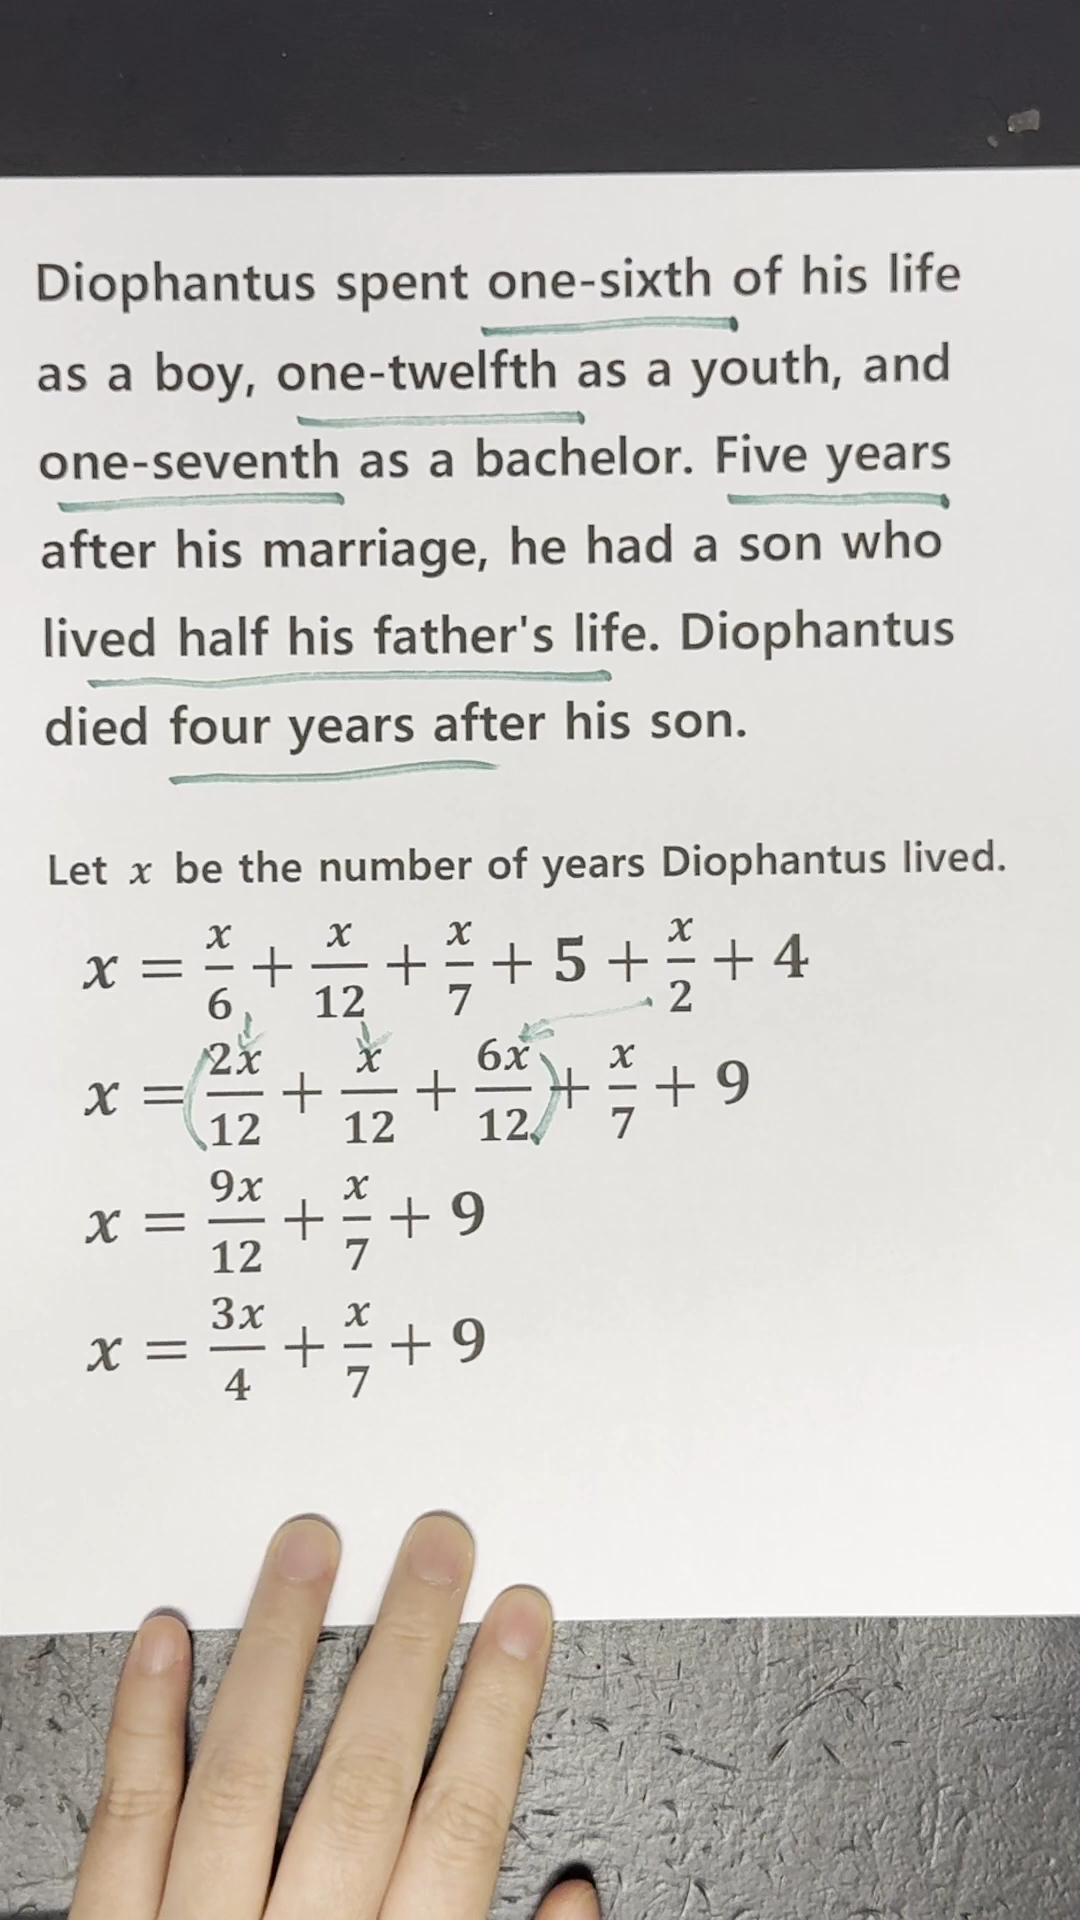 Diophantus spent one-sixth of his life
as a boy, one-twelfth as a youth, and
one-seventh as a bachelor. Five years
after his marriage, he had a son who
lived half his father's life. Diophantus
died four years after his son.
Let x be the number of years Diophantus lived.
x = x/6 + x/12 + x/7 + 5 + x/2 + 4
x = (2x/12 + x/12 + 6x/12) + x/7 + 9
x = 9x/12 + x/7 + 9
x = 3x/4 + x/7 + 9